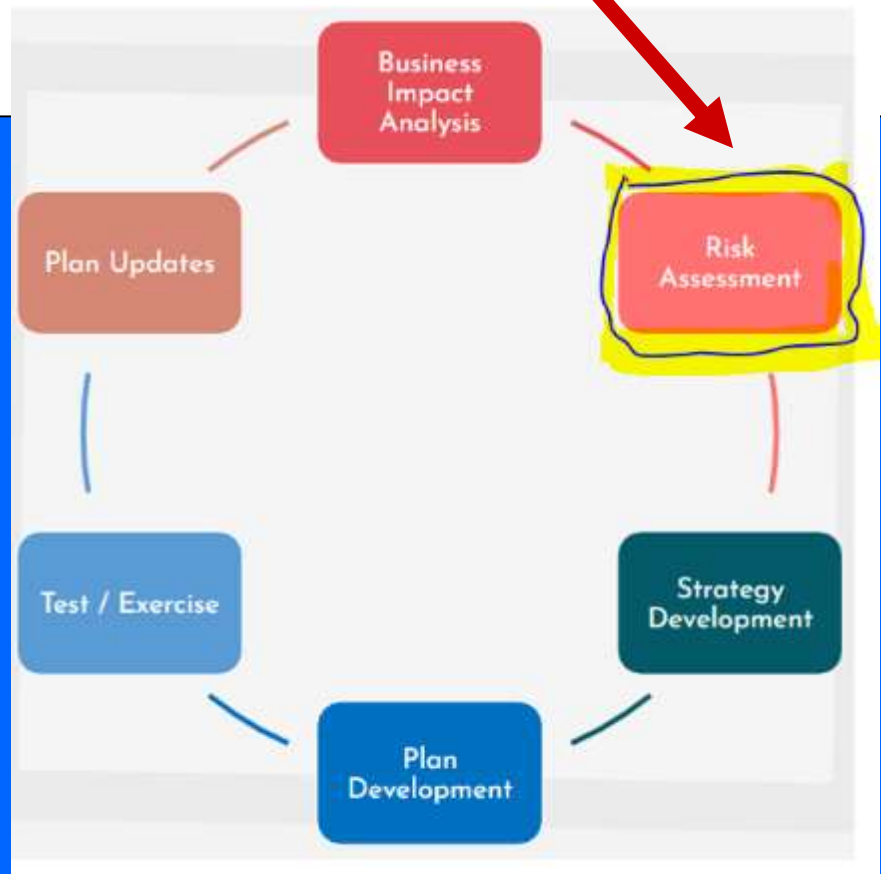 Business
Impact
Analysis
Risk
Assessment
Strategy
Development
Plan
Development
Test / Exercise
Plan Updates